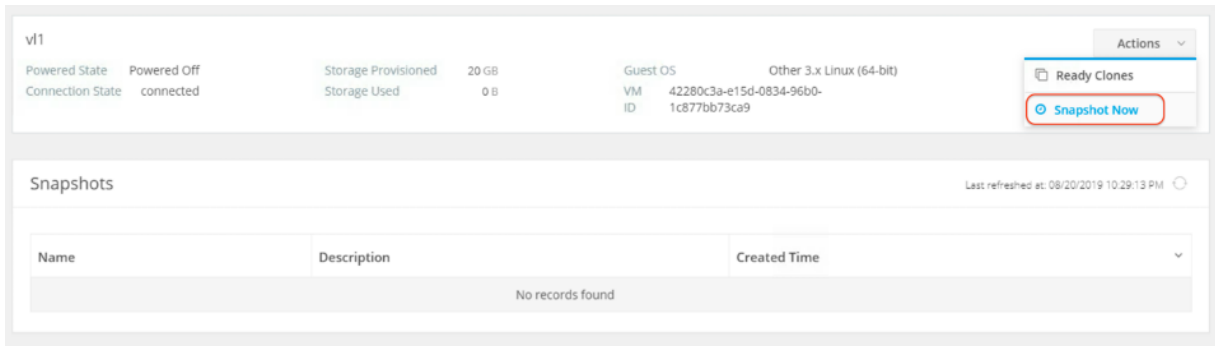 vl1
Actions
Powered State Powered Off Storage Provisioned 20 GB Guest OS Other 3.x Linux (64-bit)
Connection State connected Storage Used 0 B VM 42280c3a-e15d-0834-96b0-
ID 1c877bb73ca9
Ready Clones
Snapshot Now
Snapshots
Last refreshed at: 08/20/2019 10:29:13 PM
Name Description Created Time
No records found